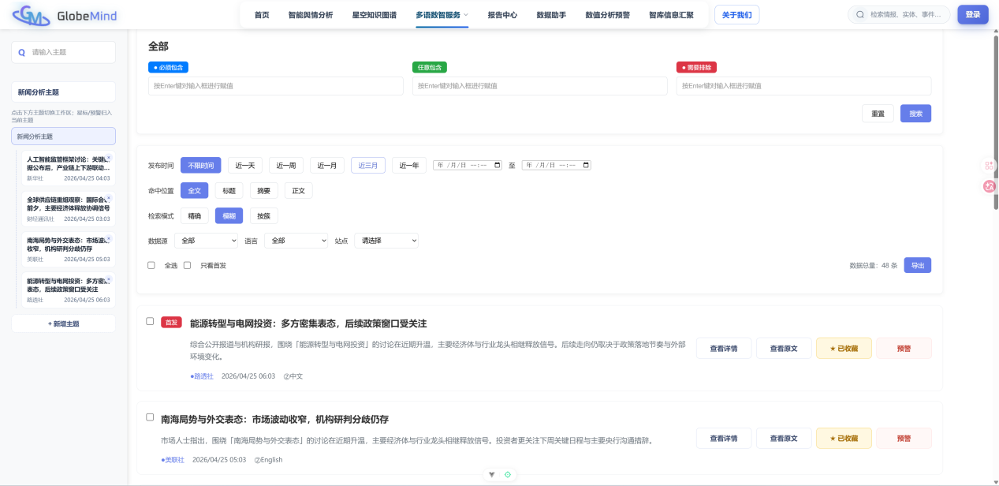 GlobeMind
首页 智能舆情分析 星空知识图谱 多语数智服务 报告中心 数据助手 数值分析预警 智库信息汇聚 关于我们 检索情报、实体、事件... 登录
请输入主题
新闻分析主题
点击下方主题切换工作区；星标/预警归入
当前主题
新闻分析主题
人工智能监管框架讨论：关键
据公布后，产业链上下游联动...
新华社 2026/04/25 04:03
全球供应链重组观察：国际会
前夕，主要经济体释放协调信号
财经通讯社 2026/04/25 03:03
南海局势与外交表态：市场波
收窄，机构研判分歧仍存
美联社 2026/04/25 05:03
能源转型与电网投资：多方密
表态，后续政策窗口受关注
路透社 2026/04/25 06:03
+ 新增主题
全部
必须包含 任意包含 需要排除
按Enter键对输入框进行赋值 按Enter键对输入框进行赋值 按Enter键对输入框进行赋值
重置 搜索
发布时间 不限时间 近一天 近一周 近一月 近三月 近一年 年 /月/日 --:-- 至 年 /月/日 --:--
命中位置 全文 标题 摘要 正文
检索模式 精确 模糊 按簇
数据源 全部 语言 全部 站点 请选择
全选 只看首发 数据总量：48 条 导出
首发 能源转型与电网投资：多方密集表态，后续政策窗口受关注
综合公开报道与机构研报，围绕「能源转型与电网投资」的讨论在近期升温，主要经济体与行业龙头相继释放信号。后续走向仍取决于政策落地节奏与外部
环境变化。
查看详情 查看原文 ★ 已收藏 预警
●路透社 2026/04/25 06:03 ②中文
南海局势与外交表态：市场波动收窄，机构研判分歧仍存
市场人士指出，围绕「南海局势与外交表态」的讨论在近期升温，主要经济体与行业龙头相继释放信号。投资者更关注下周关键日程与主要央行沟通措辞。
查看详情 查看原文 ★ 已收藏 预警
●美联社 2026/04/25 05:03 ②English